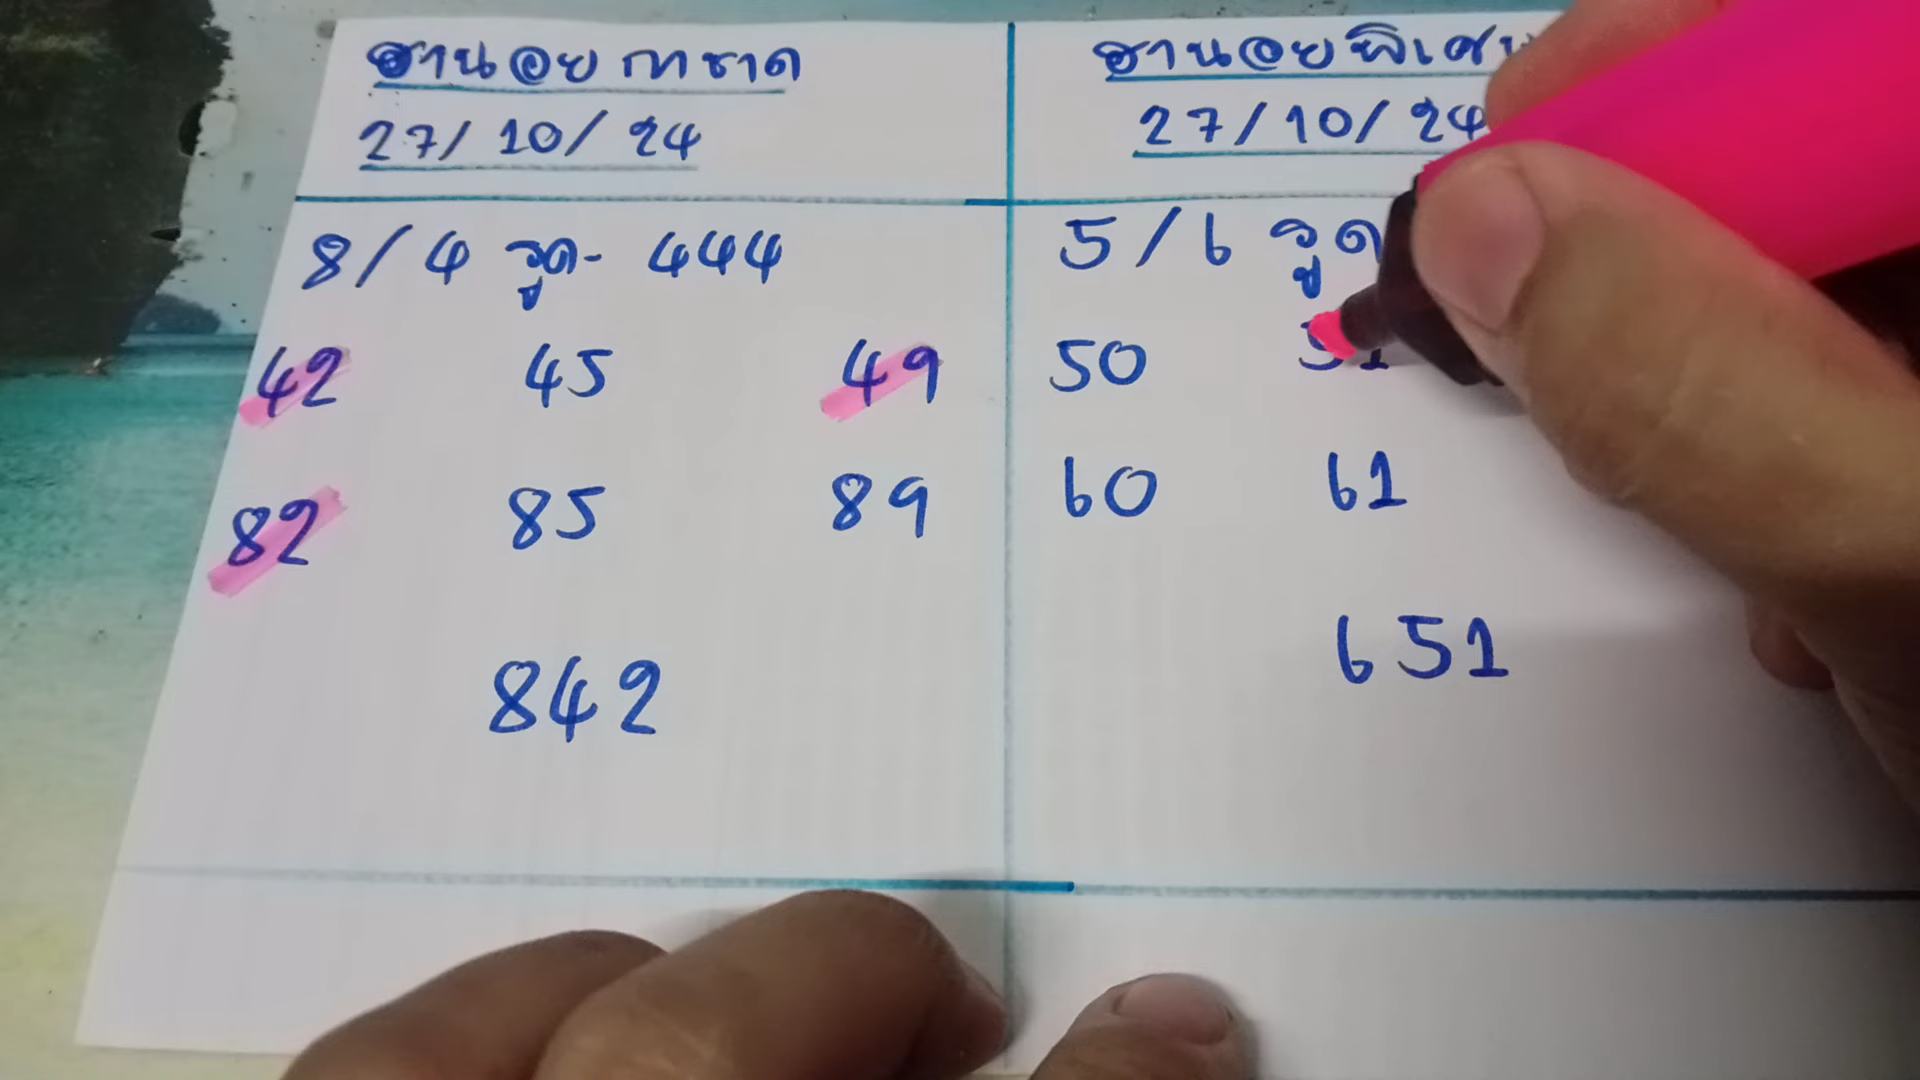 ฮานอยกาชาด
27/10/24
8/4 รูด- 444
42 45 49
82 85 89
842
ฮานอยพิเศษ
27/10/24
5/6 รูด
50 51
60 61
651